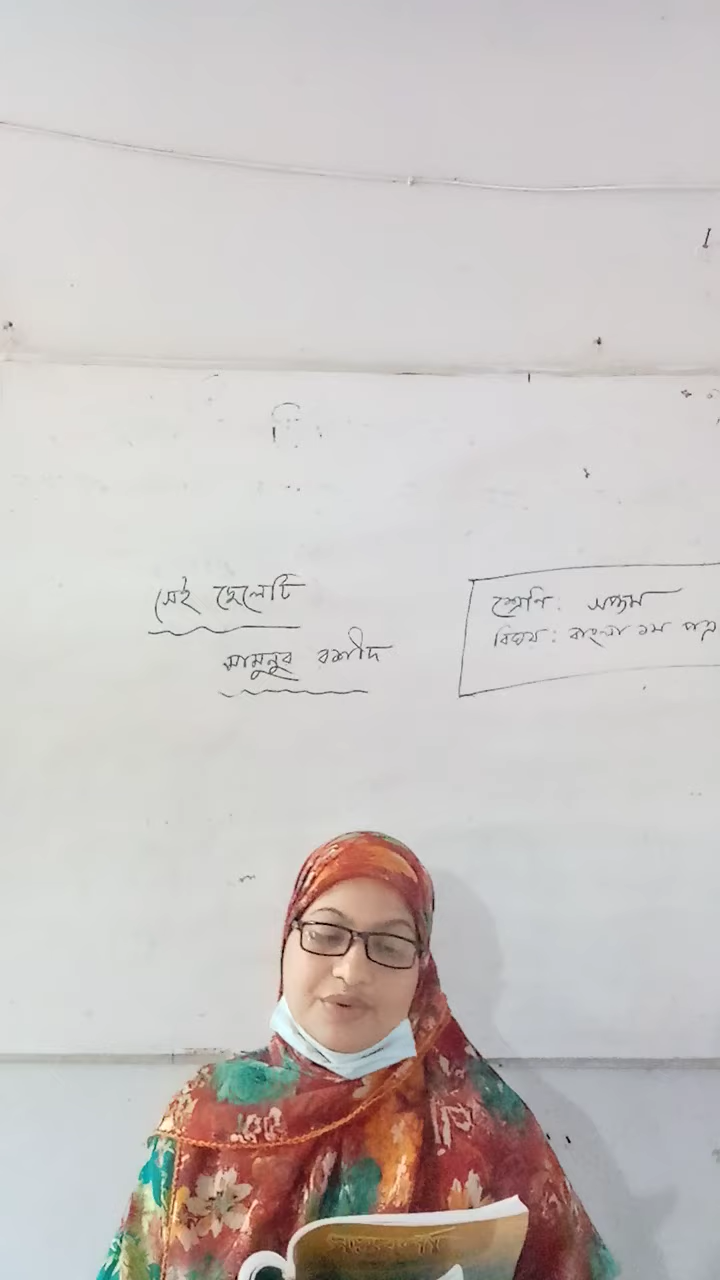 সেই ছেলেটি
মামুনুর রশীদ
শ্রেণি: সপ্তম
বিষয়: বাংলা ১ম পত্র